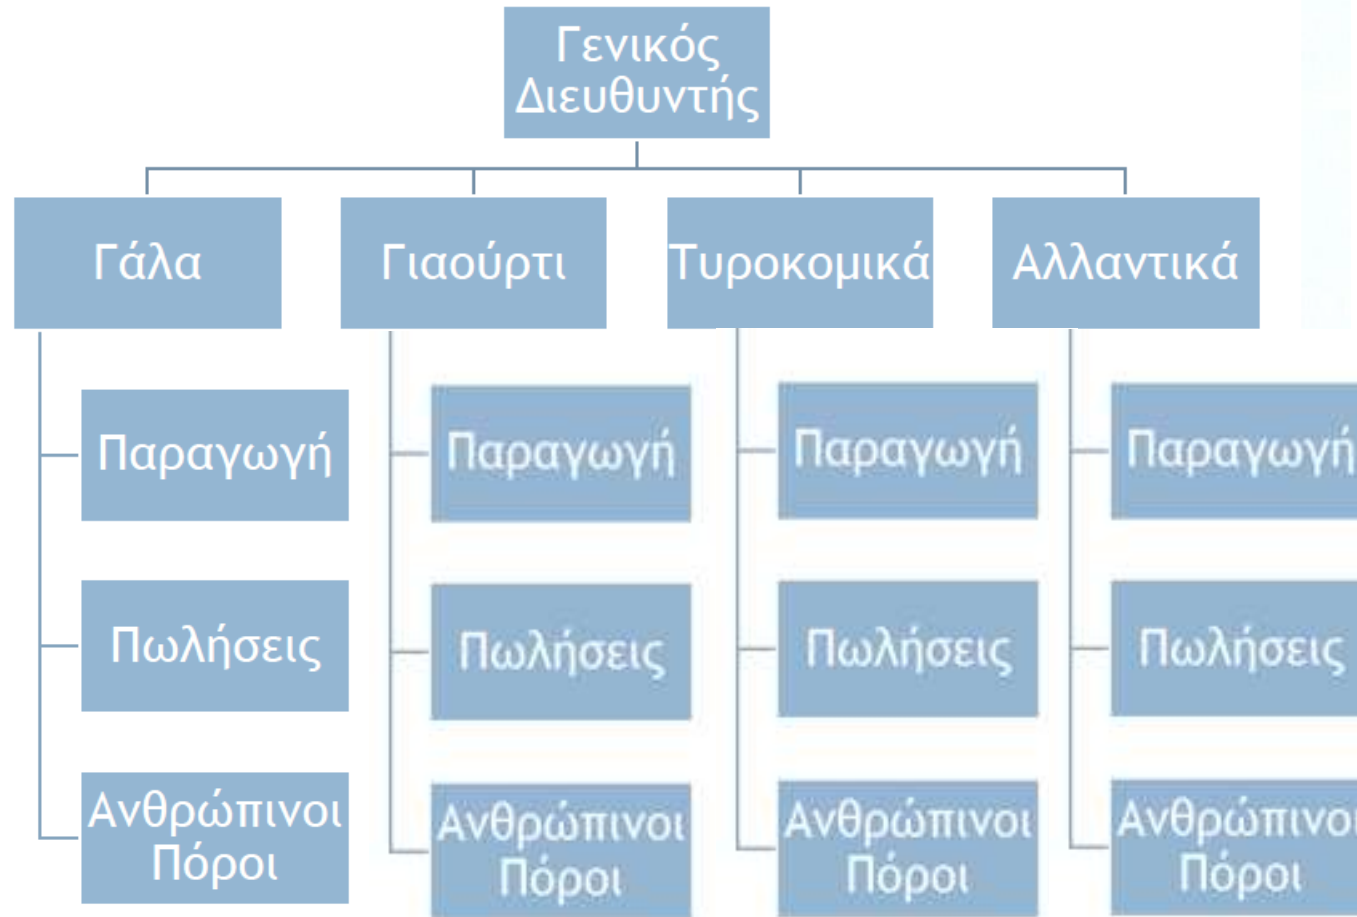 Γενικός
Διευθυντής
Γάλα
Γιαούρτι
Τυροκομικά
Αλλαντικά
Παραγωγή
Παραγωγή
Παραγωγή
Παραγωγή
Πωλήσεις
Πωλήσεις
Πωλήσεις
Πωλήσεις
Ανθρώπινοι
Πόροι
Ανθρώπινοι
Πόροι
Ανθρώπινοι
Πόροι
Ανθρώπινοι
Πόροι